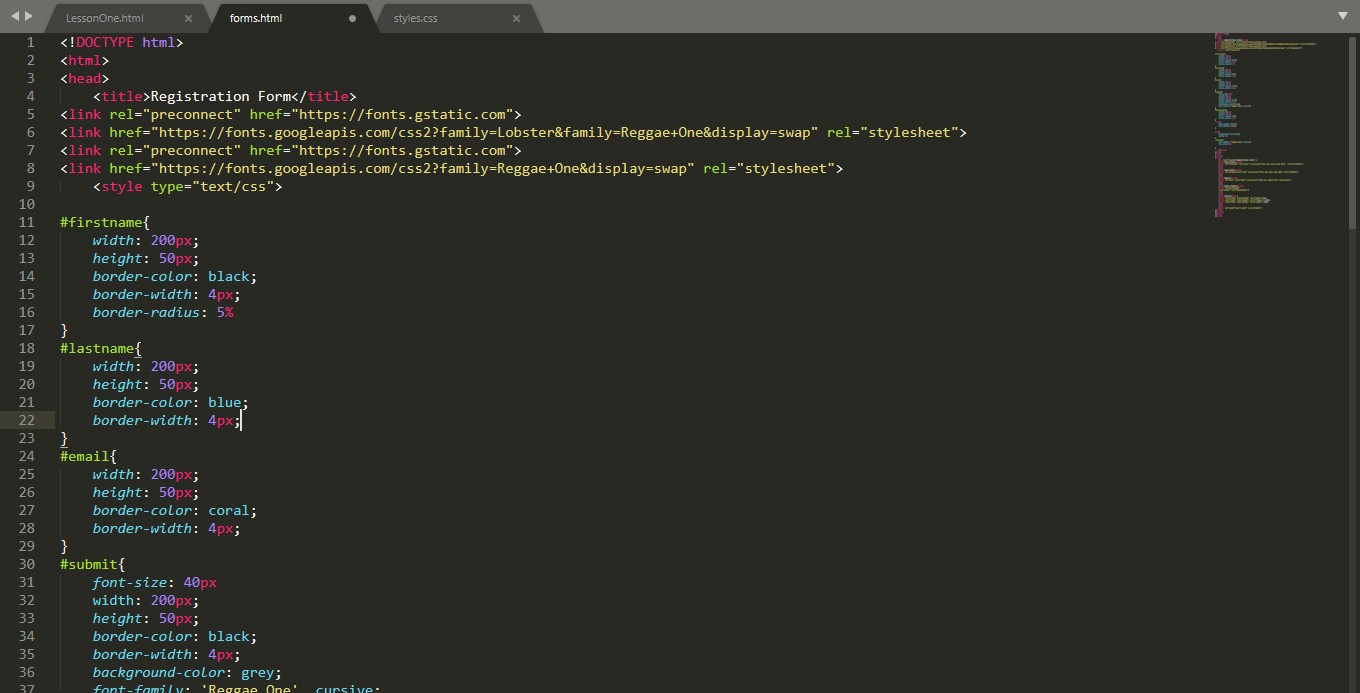 LessonOne.html × forms.html styles.css ×
1 <!DOCTYPE html>
2 <html>
3 <head>
4 <title>Registration Form</title>
5 <link rel="preconnect" href="https://fonts.gstatic.com">
6 <link href="https://fonts.googleapis.com/css2?family=Lobster&family=Reggae+One&display=swap" rel="stylesheet">
7 <link rel="preconnect" href="https://fonts.gstatic.com">
8 <link href="https://fonts.googleapis.com/css2?family=Reggae+One&display=swap" rel="stylesheet">
9 <style type="text/css">
10
11 #firstname{
12 width: 200px;
13 height: 50px;
14 border-color: black;
15 border-width: 4px;
16 border-radius: 5%
17 }
18 #lastname{
19 width: 200px;
20 height: 50px;
21 border-color: blue;
22 border-width: 4px;
23 }
24 #email{
25 width: 200px;
26 height: 50px;
27 border-color: coral;
28 border-width: 4px;
29 }
30 #submit{
31 font-size: 40px
32 width: 200px;
33 height: 50px;
34 border-color: black;
35 border-width: 4px;
36 background-color: grey;
37 font-family: 'Reggae One', cursive;